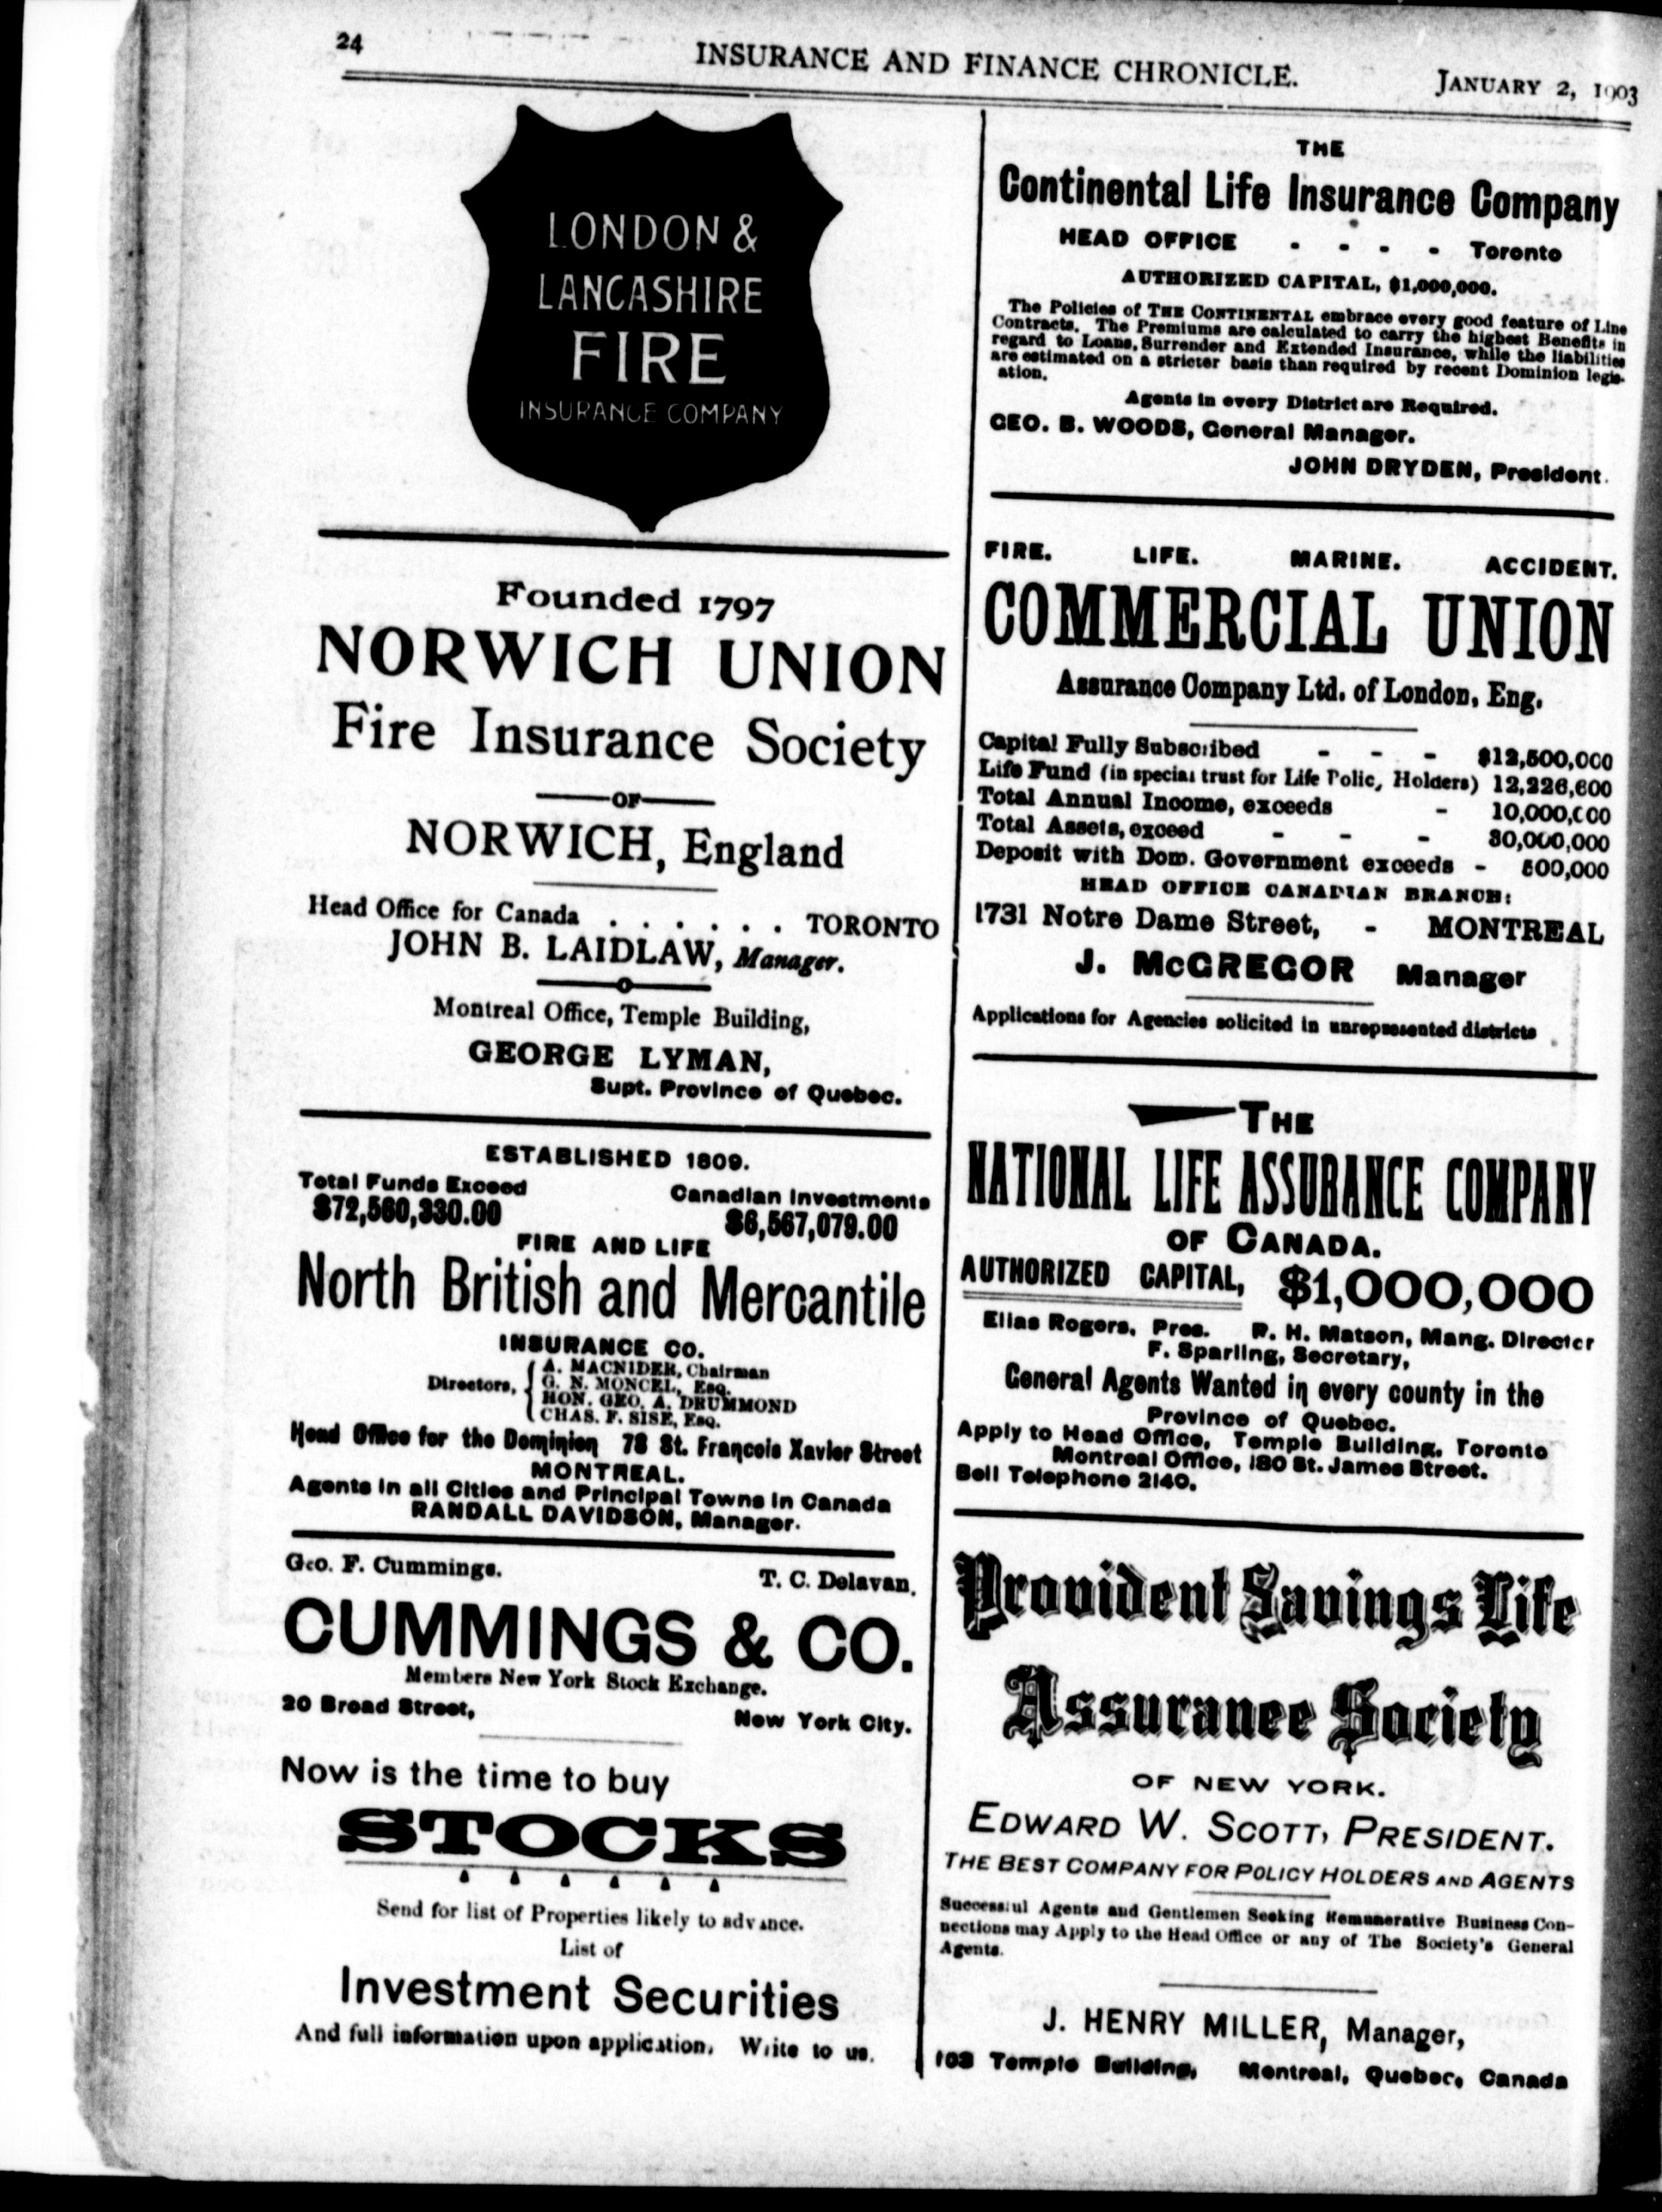 24
INSURANCE AND FINANCE CHRONICLE.
JANUARY 2, 1903
LONDON &
LANCASHIRE
FIRE
INSURANCE COMPANY
Founded 1797
NORWICH UNION
Fire Insurance Society
OF
NORWICH, England
Head Office for Canada . . . . . . TORONTO
JOHN B. LAIDLAW, Manager.
Montreal Office, Temple Building,
GEORGE LYMAN,
Supt. Province of Quebec.
ESTABLISHED 1809.
Total Funds Exceed
Canadian Investments
$72,560,330.00
$6,567,079.00
FIRE AND LIFE
North British and Mercantile
INSURANCE CO.
Directors,
A. MACNIDER, Chairman
G. N. MONCEL, Esq.
HON. GEO. A. DRUMMOND
CHAS. F. SISE, Esq.
Head Office for the Dominion 78 St. François Xavier Street
MONTREAL.
Agents in all Cities and Principal Towns in Canada
RANDALL DAVIDSON, Manager.
Geo. F. Cummings.
T. C. Delavan.
CUMMINGS & CO.
Members New York Stock Exchange.
20 Broad Street,
New York City.
Now is the time to buy
STOCKS
Send for list of Properties likely to advance.
List of
Investment Securities
And full information upon application. Write to us.
THE
Continental Life Insurance Company
HEAD OFFICE - - - - Toronto
AUTHORIZED CAPITAL, $1,000,000.
The Policies of THE CONTINENTAL embrace every good feature of Line
Contracts. The Premiums are calculated to carry the highest Benefits in
regard to Loans, Surrender and Extended Insurance, while the liabilities
are estimated on a stricter basis than required by recent Dominion legis-
ation.
Agents in every District are Required.
GEO. B. WOODS, General Manager.
JOHN DRYDEN, President.
FIRE. LIFE. MARINE. ACCIDENT.
COMMERCIAL UNION
Assurance Company Ltd. of London, Eng.
Capital Fully Subscribed - - - $12,500,000
Life Fund (in special trust for Life Policy Holders) 12,226,600
Total Annual Income, exceeds - 10,000,000
Total Assets, exceed - - - 30,000,000
Deposit with Dom. Government exceeds - 500,000
HEAD OFFICE CANADIAN BRANCH:
1731 Notre Dame Street, - MONTREAL
J. McGREGOR Manager
Applications for Agencies solicited in unrepresented districts
THE
NATIONAL LIFE ASSURANCE COMPANY
OF CANADA.
AUTHORIZED CAPITAL, $1,000,000
Elias Rogers, Pres. R. H. Matson, Mang. Director
F. Sparling, Secretary,
General Agents Wanted in every county in the
Province of Quebec.
Apply to Head Office, Temple Building, Toronto
Montreal Office, 180 St. James Street.
Bell Telephone 2140.
Provident Savings Life
Assurance Society
OF NEW YORK.
EDWARD W. SCOTT, PRESIDENT.
THE BEST COMPANY FOR POLICY HOLDERS AND AGENTS
Successful Agents and Gentlemen Seeking Remunerative Business Con-
nections may Apply to the Head Office or any of The Society's General
Agents.
J. HENRY MILLER, Manager,
103 Temple Building, Montreal, Quebec, Canada